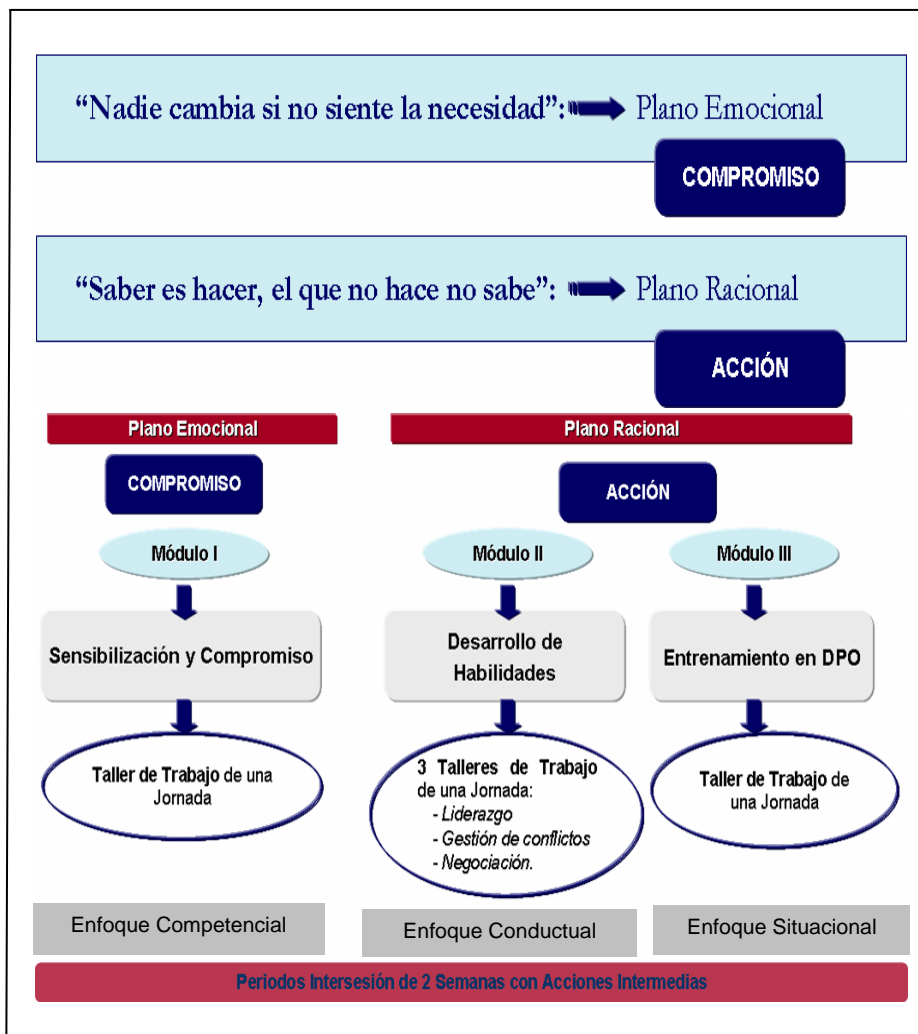 “Nadie cambia si no siente la necesidad”: Plano Emocional
COMPROMISO
“Saber es hacer, el que no hace no sabe”: Plano Racional
ACCIÓN
Plano Emocional
COMPROMISO
Módulo I
Sensibilización y Compromiso
Taller de Trabajo de una
Jornada
Enfoque Competencial
Plano Racional
ACCIÓN
Módulo II
Desarrollo de
Habilidades
3 Talleres de Trabajo
de una Jornada:
- Liderazgo
- Gestión de conflictos
- Negociación.
Enfoque Conductual
Módulo III
Entrenamiento en DPO
Taller de Trabajo de
una Jornada
Enfoque Situacional
Periodos Intersesión de 2 Semanas con Acciones Intermedias